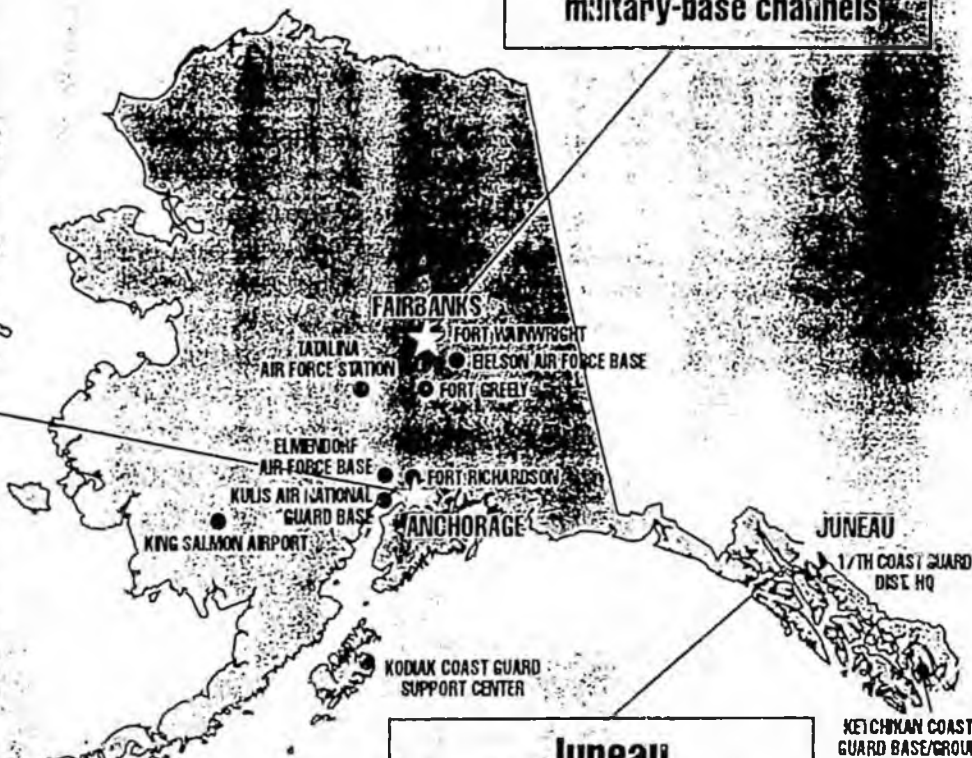 military-base channels
FAIRBANKS
FORT WAINWRIGHT
TATALINA
AIR FORCE STATION
EIELSON AIR FORCE BASE
FORT GREELY
ELMENDORF
AIR FORCE BASE
FORT RICHARDSON
KULIS AIR NATIONAL
GUARD BASE
ANCHORAGE
KING SALMON AIRPORT
JUNEAU
17TH COAST GUARD
DIST. HQ
KODIAK COAST GUARD
SUPPORT CENTER
KETCHIKAN COAST
GUARD BASE/GROUP
Juneau